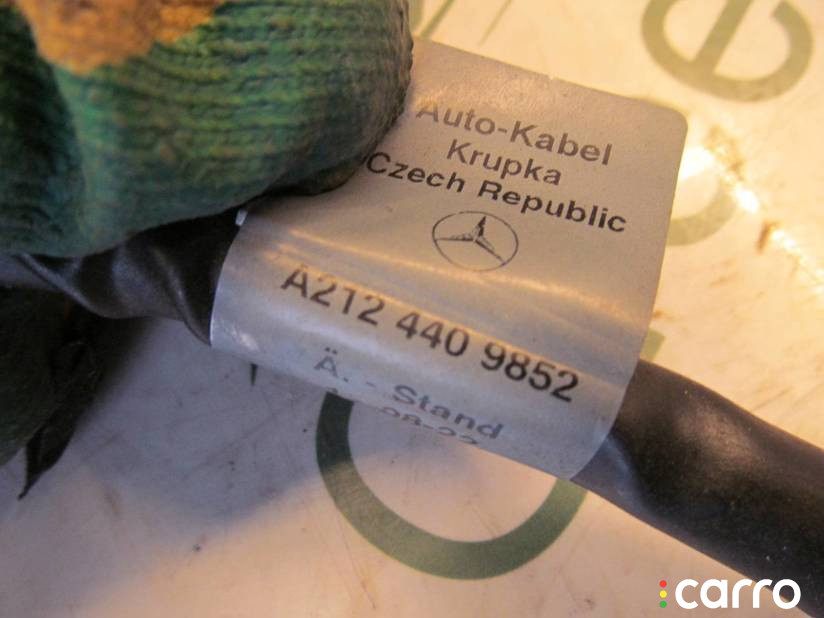 Auto-Kabel
Krupka
Czech Republic
A212 440 9852
Ä. - Stand
carro